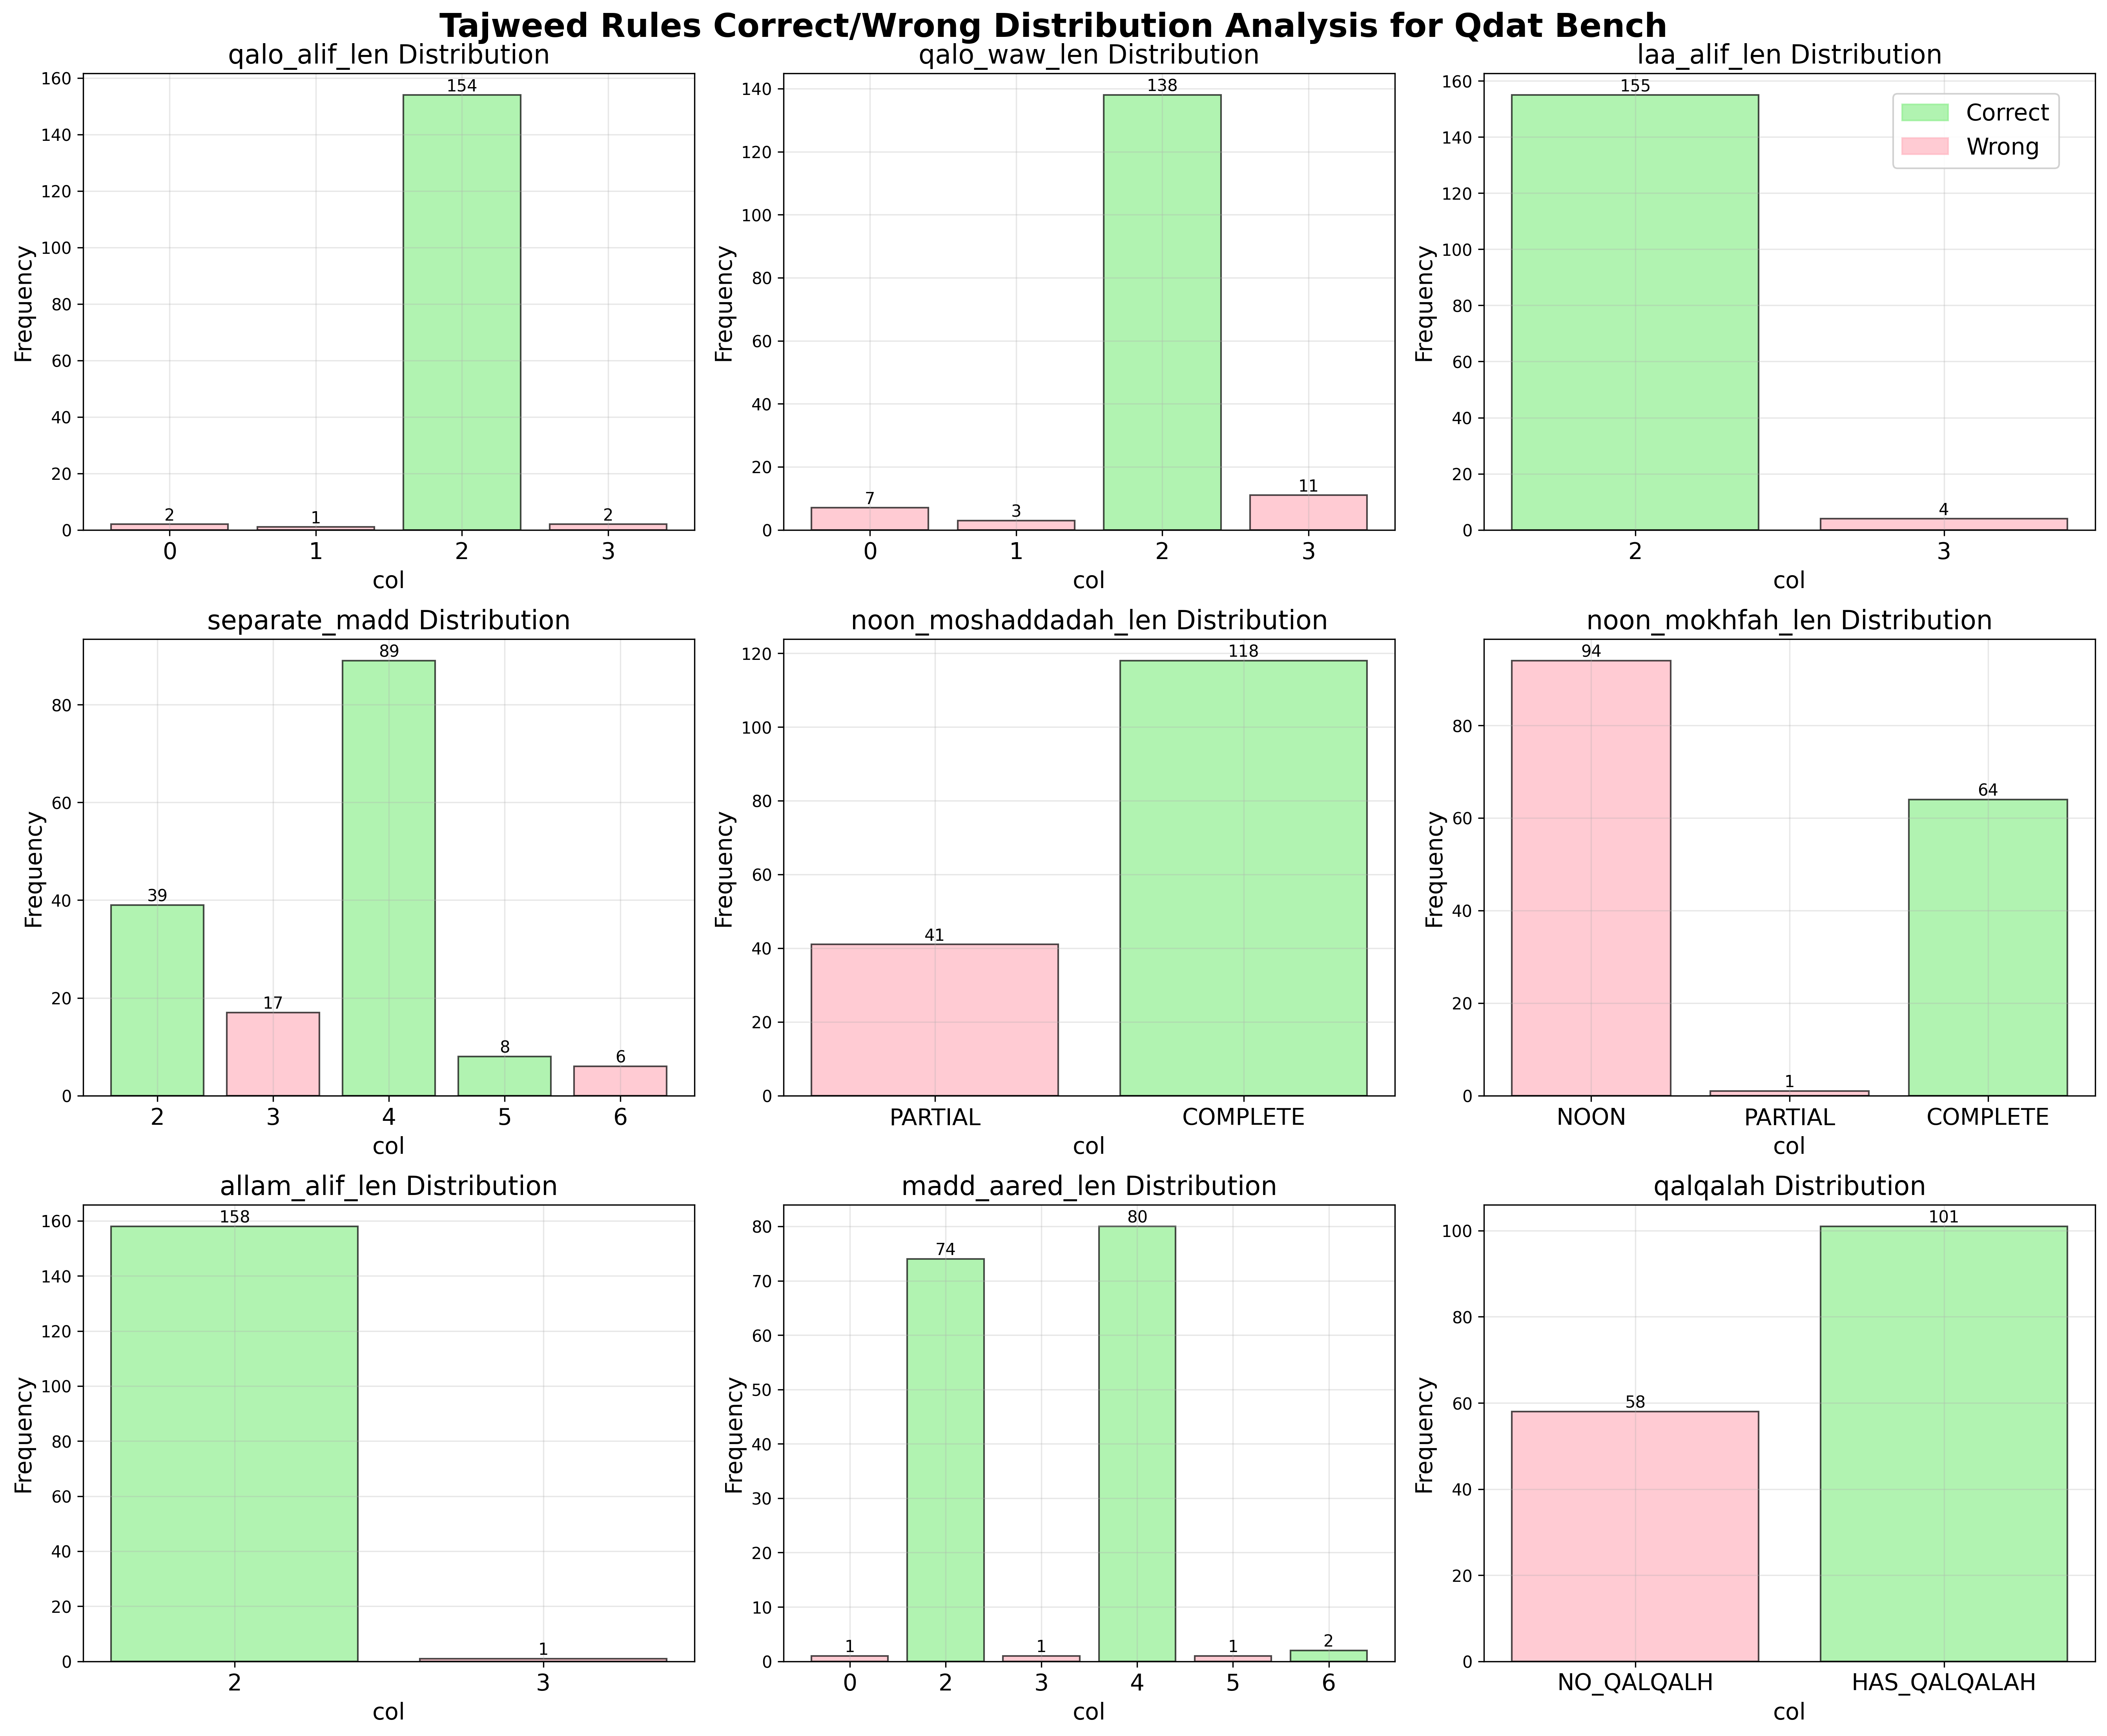 Tajweed Rules Correct/Wrong Distribution Analysis for Qdat Bench
qalo_alif_len Distribution
Frequency
160
140
120
100
80
60
40
20
0
154
2
1
2
0 1 2 3
col
qalo_waw_len Distribution
Frequency
140
120
100
80
60
40
20
0
138
7
3
11
0 1 2 3
col
laa_alif_len Distribution
Frequency
160
140
120
100
80
60
40
20
0
155
4
Correct
Wrong
2 3
col
separate_madd Distribution
Frequency
80
60
40
20
0
39
17
89
8
6
2 3 4 5 6
col
noon_moshaddadah_len Distribution
Frequency
120
100
80
60
40
20
0
41
118
PARTIAL COMPLETE
col
noon_mokhfah_len Distribution
Frequency
80
60
40
20
0
94
1
64
NOON PARTIAL COMPLETE
col
allam_alif_len Distribution
Frequency
160
140
120
100
80
60
40
20
0
158
1
2 3
col
madd_aared_len Distribution
Frequency
80
70
60
50
40
30
20
10
0
1
74
1
80
1
2
0 2 3 4 5 6
col
qalqalah Distribution
Frequency
100
80
60
40
20
0
58
101
NO_QALQALH HAS_QALQALAH
col